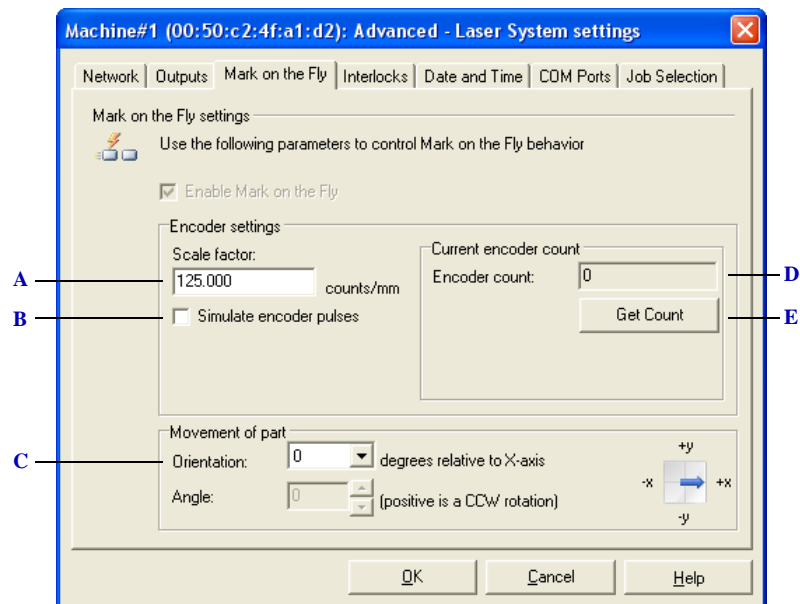 Machine#1 (00:50:c2:4f:a1:d2): Advanced - Laser System settings
Network
Outputs
Mark on the Fly
Interlocks
Date and Time
COM Ports
Job Selection
Mark on the Fly settings
Use the following parameters to control Mark on the Fly behavior
Enable Mark on the Fly
Encoder settings
Scale factor:
A
125.000
counts/mm
B
Simulate encoder pulses
Current encoder count
Encoder count:
0
D
Get Count
E
Movement of part
C
Orientation:
0
degrees relative to X-axis
Angle:
0
(positive is a CCW rotation)
+y
-x
+x
-y
OK
Cancel
Help